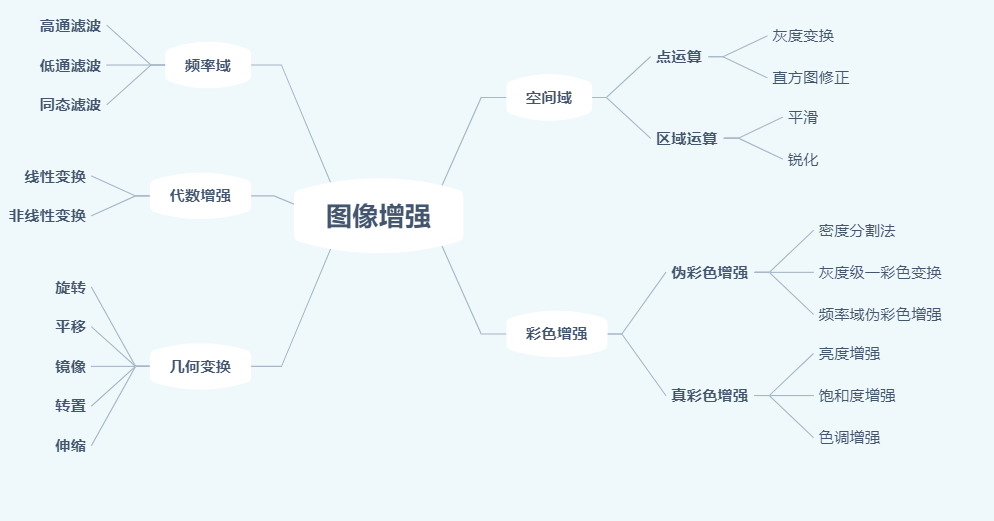 图像增强
频率域
高通滤波
低通滤波
同态滤波
代数增强
线性变换
非线性变换
几何变换
旋转
平移
镜像
转置
伸缩
空间域
点运算
灰度变换
直方图修正
区域运算
平滑
锐化
彩色增强
伪彩色增强
密度分割法
灰度级一彩色变换
频率域伪彩色增强
真彩色增强
亮度增强
饱和度增强
色调增强